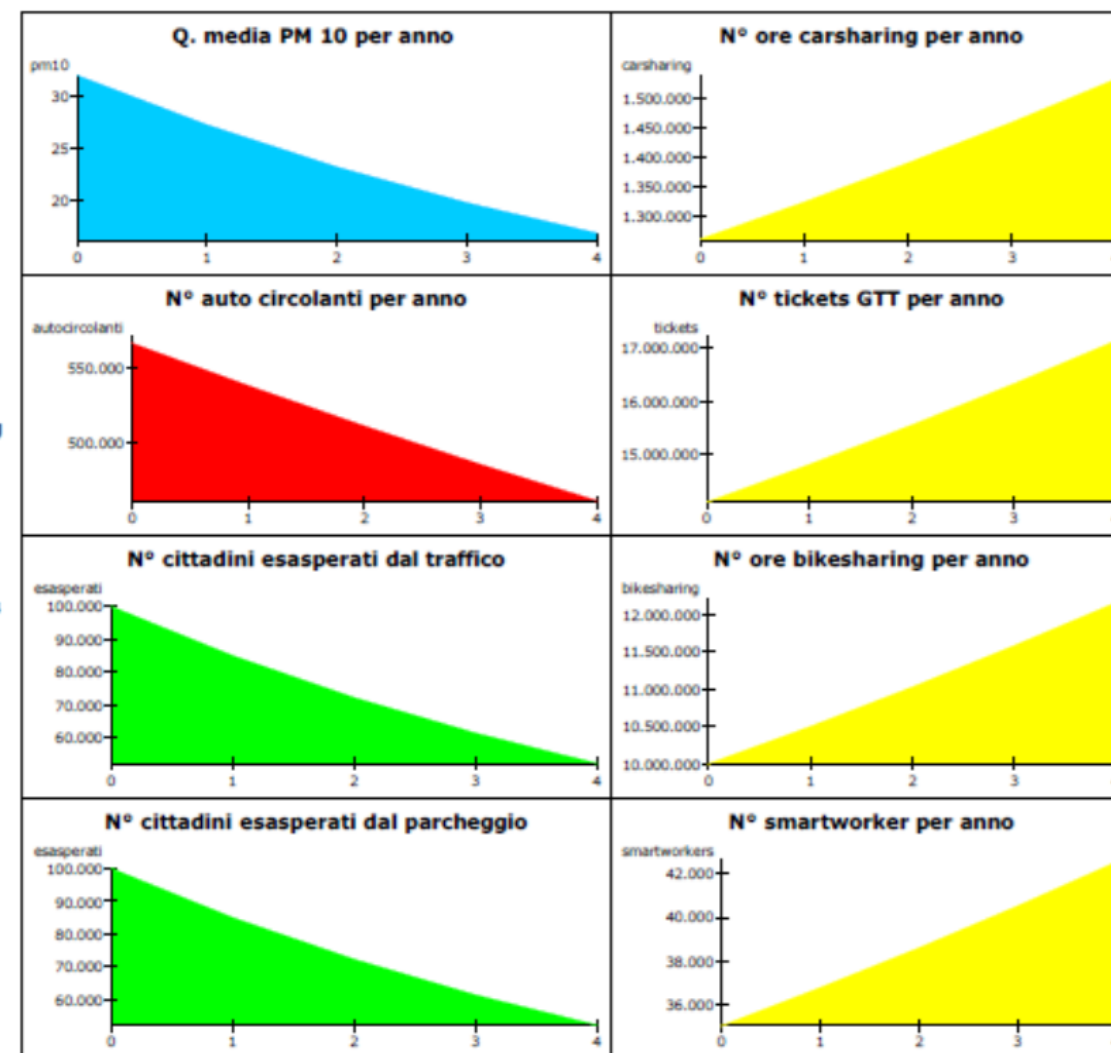 Q. media PM 10 per anno
pm10
30
25
20
0 1 2 3 4
N° ore carsharing per anno
carsharing
1.500.000
1.450.000
1.400.000
1.350.000
1.300.000
0 1 2 3
N° auto circolanti per anno
autocircolanti
550.000
500.000
0 1 2 3 4
N° tickets GTT per anno
tickets
17.000.000
16.000.000
15.000.000
0 1 2 3
N° cittadini esasperati dal traffico
esasperati
100.000
90.000
80.000
70.000
60.000
0 1 2 3 4
N° ore bikesharing per anno
bikesharing
12.000.000
11.500.000
11.000.000
10.500.000
10.000.000
0 1 2 3
N° cittadini esasperati dal parcheggio
esasperati
100.000
90.000
80.000
70.000
60.000
0 1 2 3 4
N° smartworker per anno
smartworkers
42.000
40.000
38.000
36.000
0 1 2 3